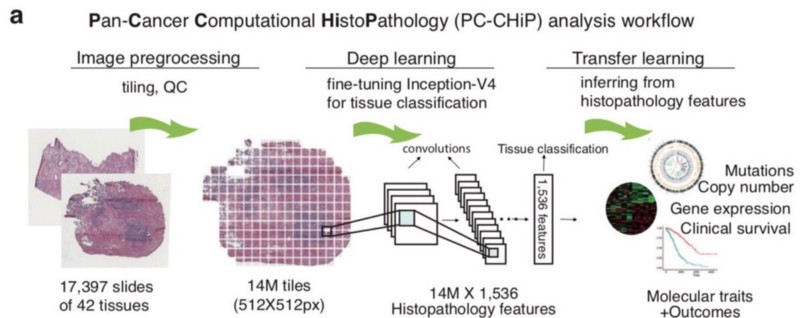 a
Pan-Cancer Computational HistoPathology (PC-CHiP) analysis workflow
Image pregrocessing
tiling, QC
Deep learning
fine-tuning Inception-V4
for tissue classification
Transfer learning
inferring from
histopathology features
convolutions
Tissue classification
1,536 features
Mutations
Copy number
Gene expression
Clinical survival
17,397 slides
of 42 tissues
14M tiles
(512X512px)
14M X 1,536
Histopathology features
Molecular traits
+Outcomes